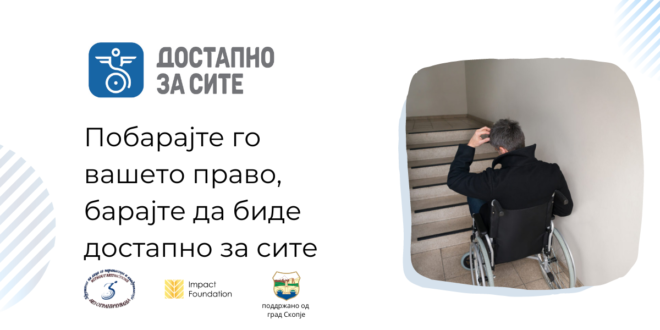 ДОСТАПНО
ЗА СИТЕ
Побарајте го
вашето право,
барајте да биде
достапно за сите
Impact
Foundation
поддржано од
град Скопје